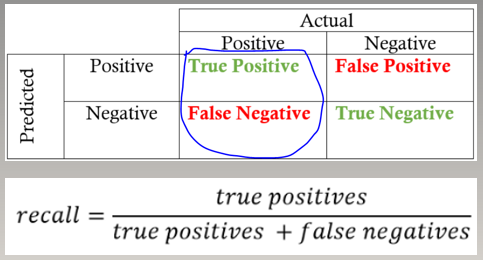 Actual
Positive Negative
Predicted
Positive True Positive False Positive
Negative False Negative True Negative
recall = true positives / true positives + false negatives